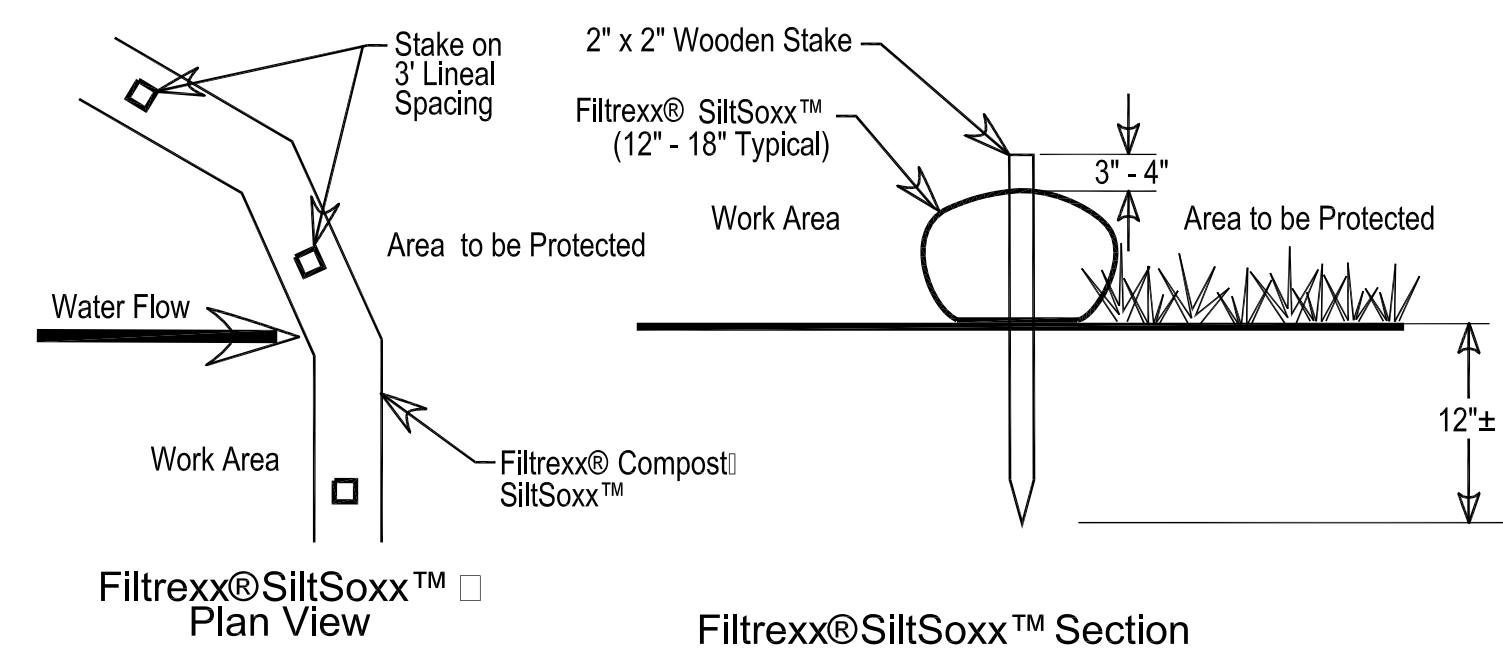 Stake on
3' Lineal
Spacing
Area to be Protected
Water Flow
Work Area
Filtrexx® Compost
SiltSoxx™
Filtrexx®SiltSoxx™
Plan View
2" x 2" Wooden Stake
Filtrexx® SiltSoxx™
(12" - 18" Typical)
3" - 4"
Work Area
Area to be Protected
12"±
Filtrexx®SiltSoxx™ Section